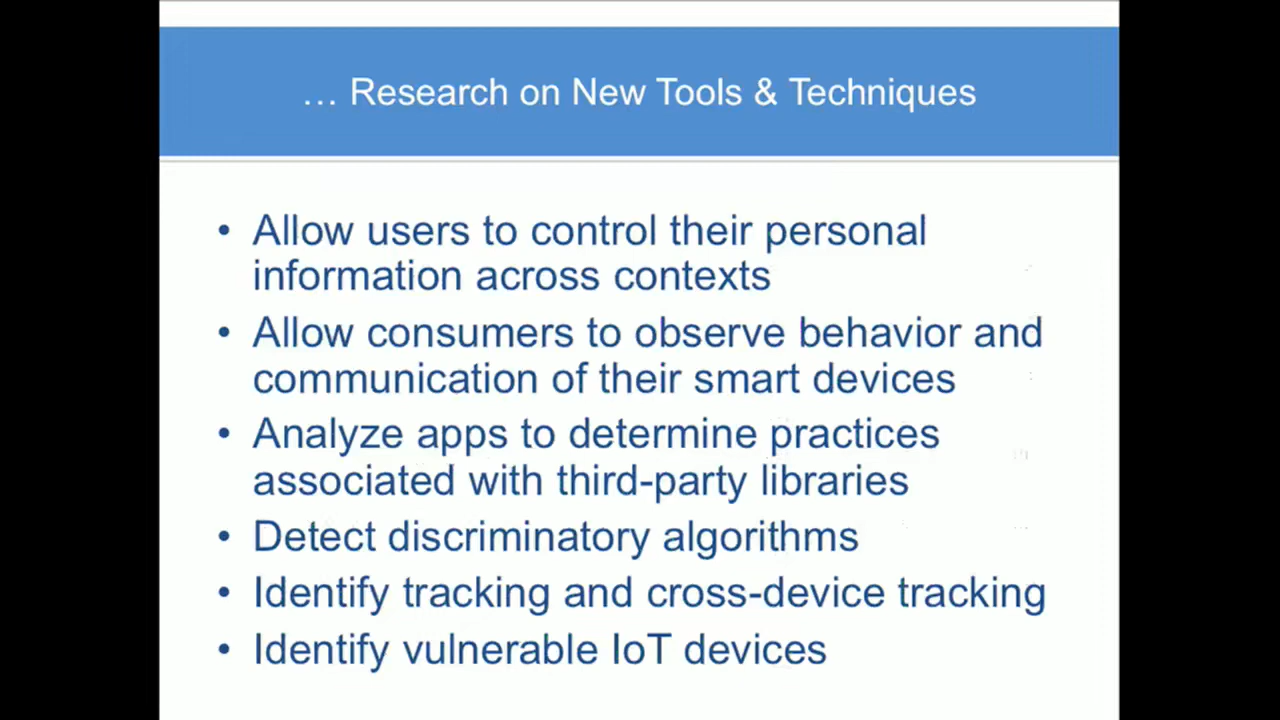 … Research on New Tools & Techniques
• Allow users to control their personal
information across contexts
• Allow consumers to observe behavior and
communication of their smart devices
• Analyze apps to determine practices
associated with third-party libraries
• Detect discriminatory algorithms
• Identify tracking and cross-device tracking
• Identify vulnerable IoT devices